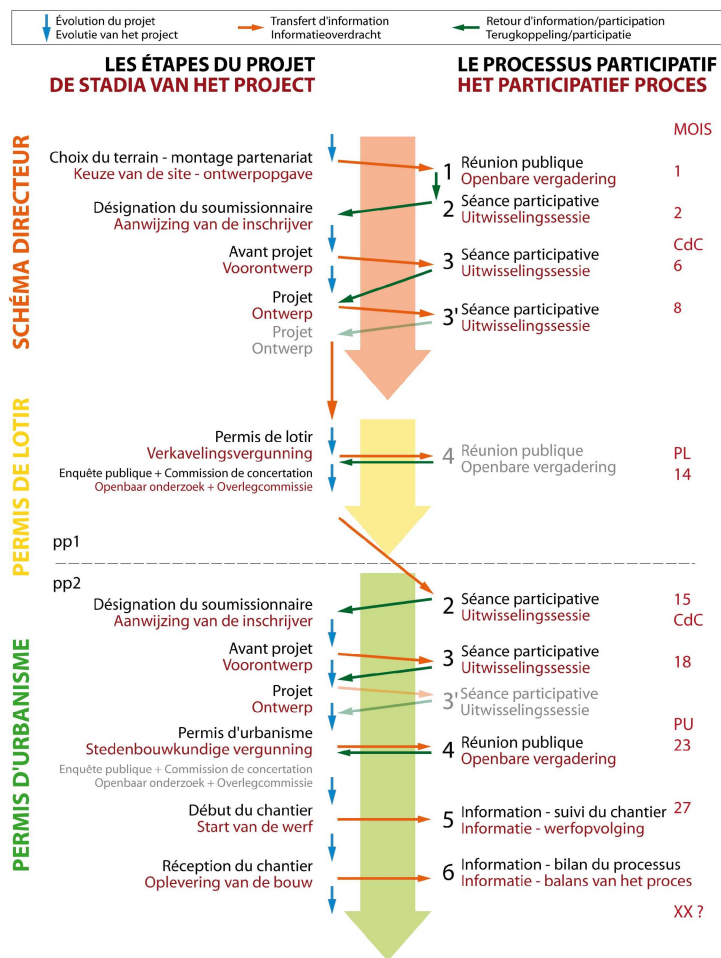 Évolution du projet
Evolutie van het project
Transfert d'information
Informatieoverdracht
Retour d'information/participation
Terugkoppeling/participatie
LES ÉTAPES DU PROJET
DE STADIA VAN HET PROJECT
LE PROCESSUS PARTICIPATIF
HET PARTICIPATIEF PROCES
MOIS
SCHÉMA DIRECTEUR
Choix du terrain - montage partenariat
Keuze van de site - ontwerpopgave
1 Réunion publique
Openbare vergadering
1
Désignation du soumissionnaire
Aanwijzing van de inschrijver
2 Séance participative
Uitwisselingssessie
2
Avant projet
Voorontwerp
3 Séance participative
Uitwisselingssessie
CdC
6
Projet
Ontwerp
Projet
Ontwerp
3' Séance participative
Uitwisselingssessie
8
PERMIS DE LOTIR
Permis de lotir
Verkavelingsvergunning
Enquête publique + Commission de concertation
Openbaar onderzoek + Overlegcommissie
4 Réunion publique
Openbare vergadering
PL
14
pp1
pp2
PERMIS D'URBANISME
Désignation du soumissionnaire
Aanwijzing van de inschrijver
2 Séance participative
Uitwisselingssessie
15
CdC
Avant projet
Voorontwerp
3 Séance participative
Uitwisselingssessie
18
Projet
Ontwerp
3' Séance participative
Uitwisselingssessie
Permis d'urbanisme
Stedenbouwkundige vergunning
Enquête publique + Commission de concertation
Openbaar onderzoek + Overlegcommissie
4 Réunion publique
Openbare vergadering
PU
23
Début du chantier
Start van de werf
5 Information - suivi du chantier
Informatie - werfopvolging
27
Réception du chantier
Oplevering van de bouw
6 Information - bilan du processus
Informatie - balans van het proces
XX ?